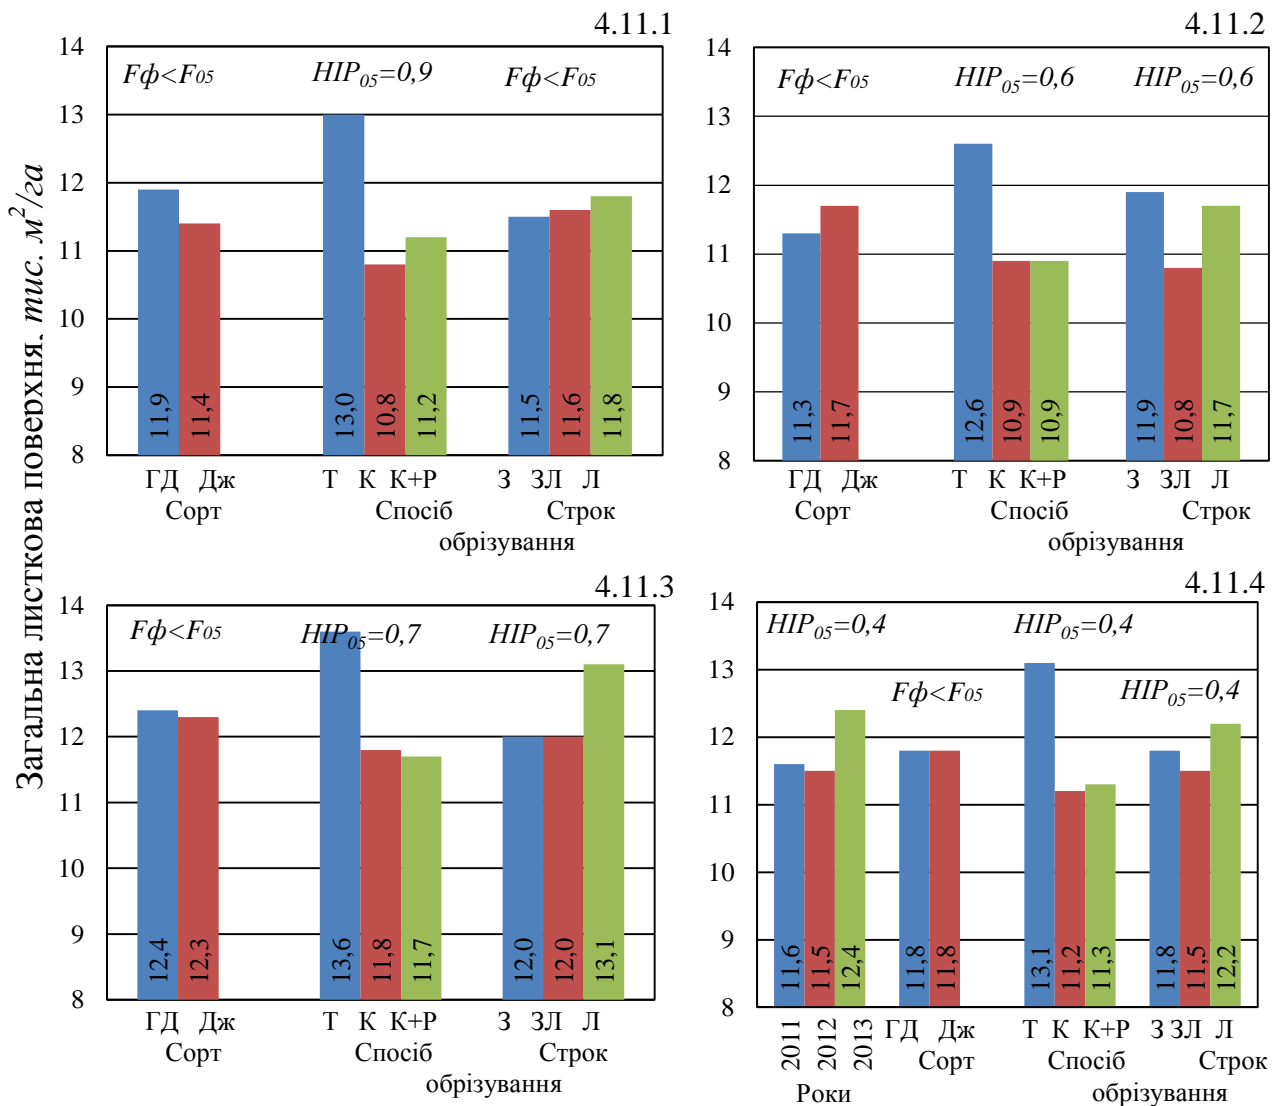 Загальна листкова поверхня. тис. м²/га
4.11.1
14
13
12
11
10
9
8
Fф<F05
НІР05=0,9
Fф<F05
11,9
11,4
13,0
10,8
11,2
11,5
11,6
11,8
ГД Дж Т К К+Р З ЗЛ Л
Сорт Спосіб Строк
обрізування
4.11.2
14
13
12
11
10
9
8
Fф<F05
НІР05=0,6
НІР05=0,6
11,3
11,7
12,6
10,9
10,9
11,9
10,8
11,7
ГД Дж Т К К+Р З ЗЛ Л
Сорт Спосіб Строк
обрізування
4.11.3
14
13
12
11
10
9
8
Fф<F05
НІР05=0,7
НІР05=0,7
12,4
12,3
13,6
11,8
11,7
12,0
12,0
13,1
ГД Дж Т К К+Р З ЗЛ Л
Сорт Спосіб Строк
обрізування
4.11.4
14
13
12
11
10
9
8
НІР05=0,4
Fф<F05
НІР05=0,4
НІР05=0,4
11,6
11,5
12,4
11,8
11,8
13,1
11,2
11,3
11,8
11,5
12,2
2011 2012 2013 ГД Дж Т К К+Р З ЗЛ Л
Сорт Спосіб Строк
Роки обрізування